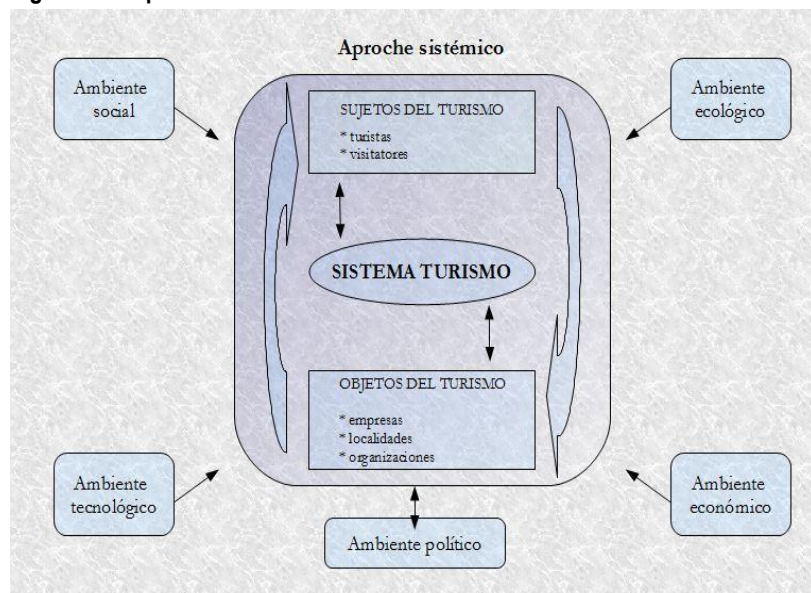 Aproche sistémico
Ambiente
social
SUJETOS DEL TURISMO
* turistas
* visitatores
Ambiente
ecológico
SISTEMA TURISMO
OBJETOS DEL TURISMO
* empresas
* localidades
* organizaciones
Ambiente
tecnológico
Ambiente
económico
Ambiente político